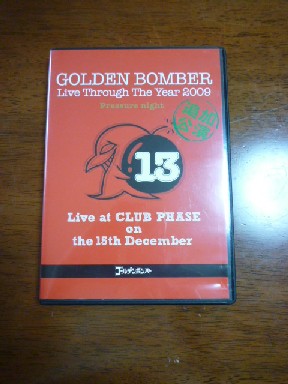 GOLDEN BOMBER
Live Through The Year 2009
Pressure night
追加
公演
13
Live at CLUB PHASE
on
the 15th December
ゴールデンボンバー